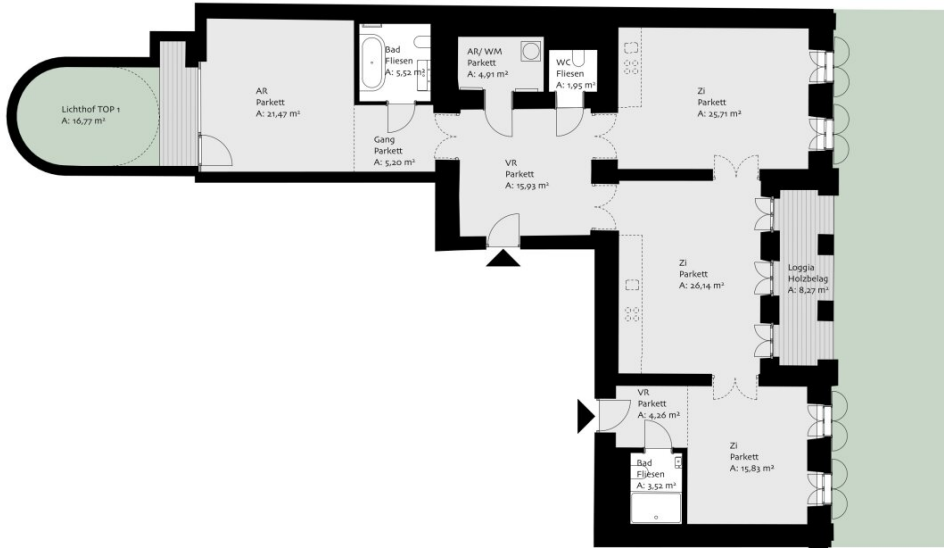 Lichthof TOP 1
A: 16,77 m²
AR
Parkett
A: 21,47 m²
Bad
Fliesen
A: 5,52 m²
Gang
Parkett
A: 5,20 m²
AR/ WM
Parkett
A: 4,91 m²
WC
Fliesen
A: 1,95 m²
VR
Parkett
A: 15,93 m²
Zi
Parkett
A: 25,71 m²
Zi
Parkett
A: 26,14 m²
Loggia
Holzbelag
A: 8,27 m²
VR
Parkett
A: 4,26 m²
Bad
Fliesen
A: 3,52 m²
Zi
Parkett
A: 15,83 m²